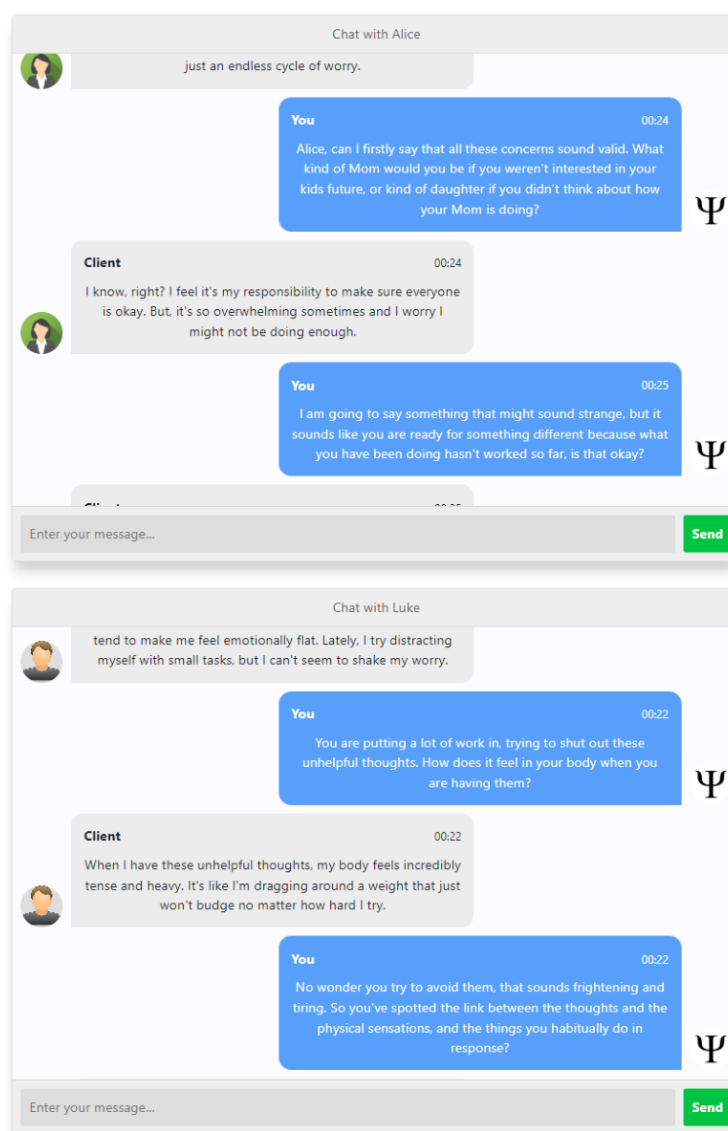 Chat with Alice
just an endless cycle of worry.
You 00:24
Alice, can I firstly say that all these concerns sound valid. What
kind of Mom would you be if you weren't interested in your
kids future, or kind of daughter if you didn't think about how
your Mom is doing?
Ψ
Client 00:24
I know, right? I feel it's my responsibility to make sure everyone
is okay. But, it's so overwhelming sometimes and I worry I
might not be doing enough.
You 00:25
I am going to say something that might sound strange, but it
sounds like you are ready for something different because what
you have been doing hasn't worked so far, is that okay?
Ψ
Enter your message...
Send
Chat with Luke
tend to make me feel emotionally flat. Lately, I try distracting
myself with small tasks, but I can't seem to shake my worry.
You 00:22
You are putting a lot of work in, trying to shut out these
unhelpful thoughts. How does it feel in your body when you
are having them?
Ψ
Client 00:22
When I have these unhelpful thoughts, my body feels incredibly
tense and heavy. It's like I'm dragging around a weight that just
won't budge no matter how hard I try.
You 00:22
No wonder you try to avoid them, that sounds frightening and
tiring. So you've spotted the link between the thoughts and the
physical sensations, and the things you habitually do in
response?
Ψ
Enter your message...
Send